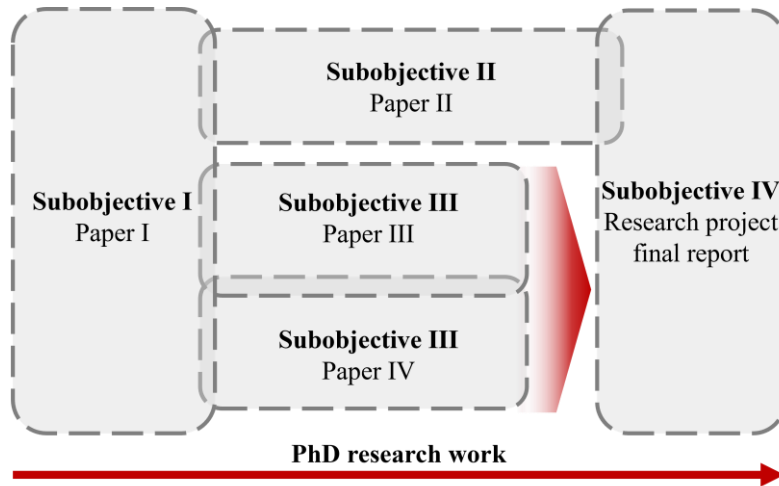 Subobjective II
Paper II
Subobjective I
Paper I
Subobjective III
Paper III
Subobjective III
Paper IV
Subobjective IV
Research project
final report
PhD research work